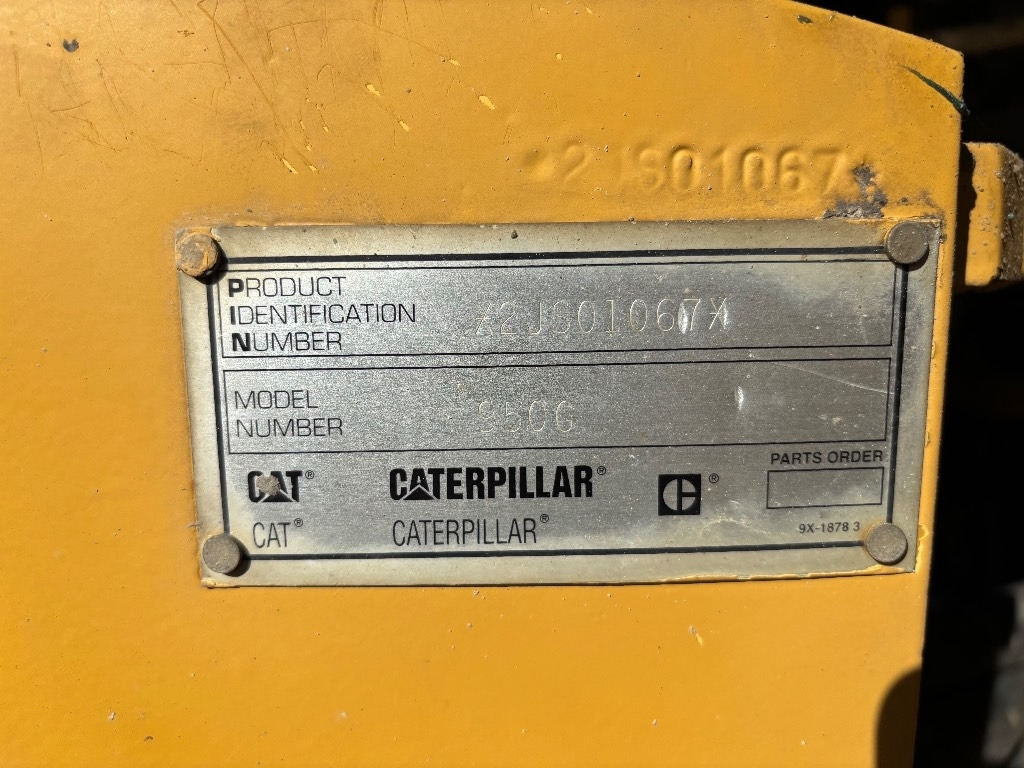 *2JS01067*
PRODUCT
IDENTIFICATION
NUMBER
*2JS01067*
MODEL
NUMBER
950G
CAT®
CATERPILLAR®
®
PARTS ORDER
CAT®
CATERPILLAR®
9X-1878 3